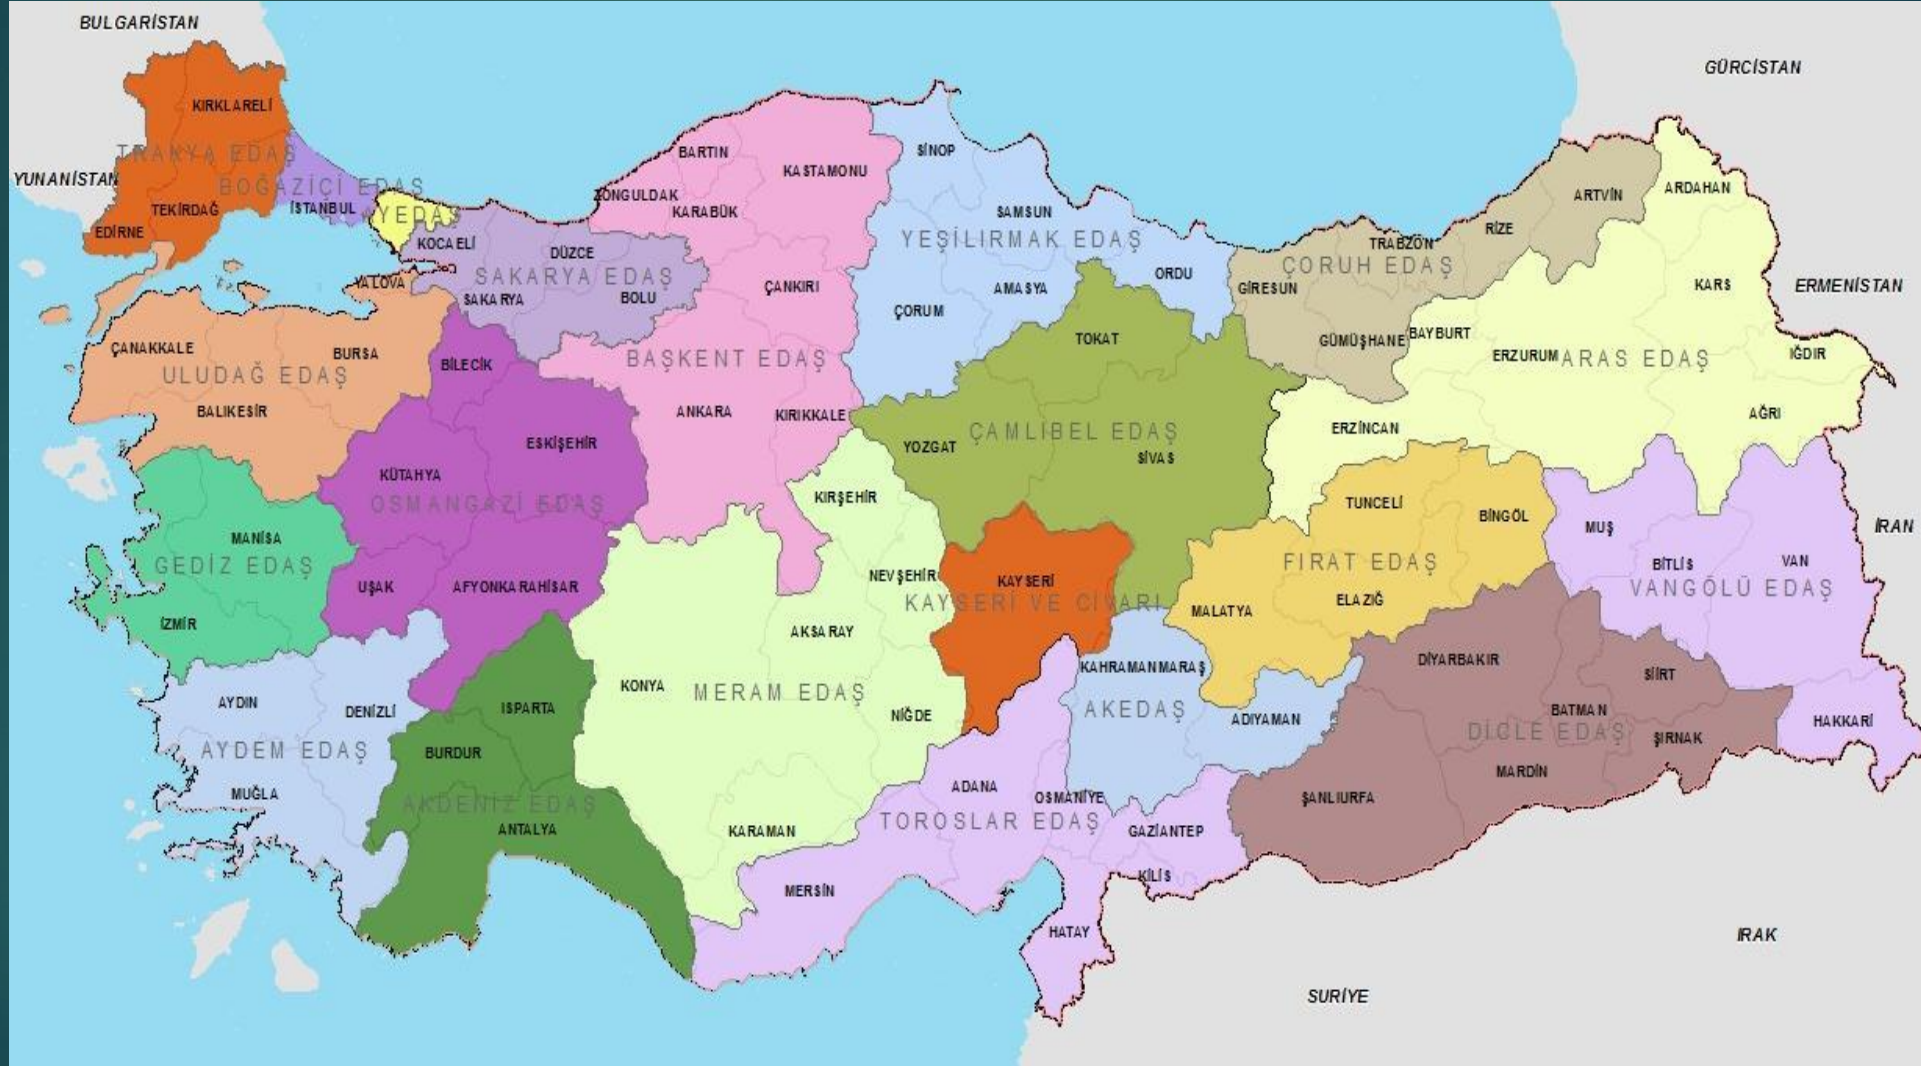 BULGARİSTAN
GÜRCİSTAN
KIRKLARELİ
TRAKYA EDAŞ
YUNANİSTAN
BOĞAZİÇİ EDAŞ
TEKİRDAĞ
İSTANBUL
EDİRNE
YEDAŞ
KOCAELİ
DÜZCE
SAKARYA EDAŞ
YALOVA
SAKARYA
BOLU
BARTIN
KASTAMONU
ZONGULDAK
KARABÜK
ÇANKIRI
BAŞKENT EDAŞ
ANKARA
KIRIKKALE
SİNOP
SAMSUN
YEŞİLIRMAK EDAŞ
ORDU
AMASYA
ÇORUM
TOKAT
ARTVİN
ARDAHAN
RİZE
TRABZON
ÇORUH EDAŞ
GİRESUN
GÜMÜŞHANE
BAYBURT
KARS
ERMENİSTAN
ERZURUM
ARAS EDAŞ
IĞDIR
AĞRI
ERZİNCAN
ÇANAKKALE
BURSA
ULUDAĞ EDAŞ
BALIKESİR
BİLECİK
ESKİŞEHİR
KÜTAHYA
OSMANGAZİ EDAŞ
UŞAK
AFYONKARAHİSAR
MANİSA
GEDİZ EDAŞ
İZMİR
YOZGAT
ÇAMLIBEL EDAŞ
SİVAS
KIRŞEHİR
NEVŞEHİR
KAYSERİ
KAYSERİ VE CİVARI
TUNCELİ
BİNGÖL
FIRAT EDAŞ
ELAZIĞ
MALATYA
MUŞ
BİTLİS
VAN
VANGÖLÜ EDAŞ
İRAN
HAKKARİ
AYDIN
DENİZLİ
AYDEM EDAŞ
MUĞLA
ISPARTA
BURDUR
AKDENİZ EDAŞ
ANTALYA
AKSARAY
KONYA
MERAM EDAŞ
NİĞDE
KARAMAN
KAHRAMANMARAŞ
AKEDAŞ
ADIYAMAN
DİYARBAKIR
SİİRT
BATMAN
DİCLE EDAŞ
ŞIRNAK
MARDİN
ŞANLIURFA
ADANA
OSMANİYE
TOROSLAR EDAŞ
GAZİANTEP
KİLİS
MERSİN
HATAY
IRAK
SURİYE